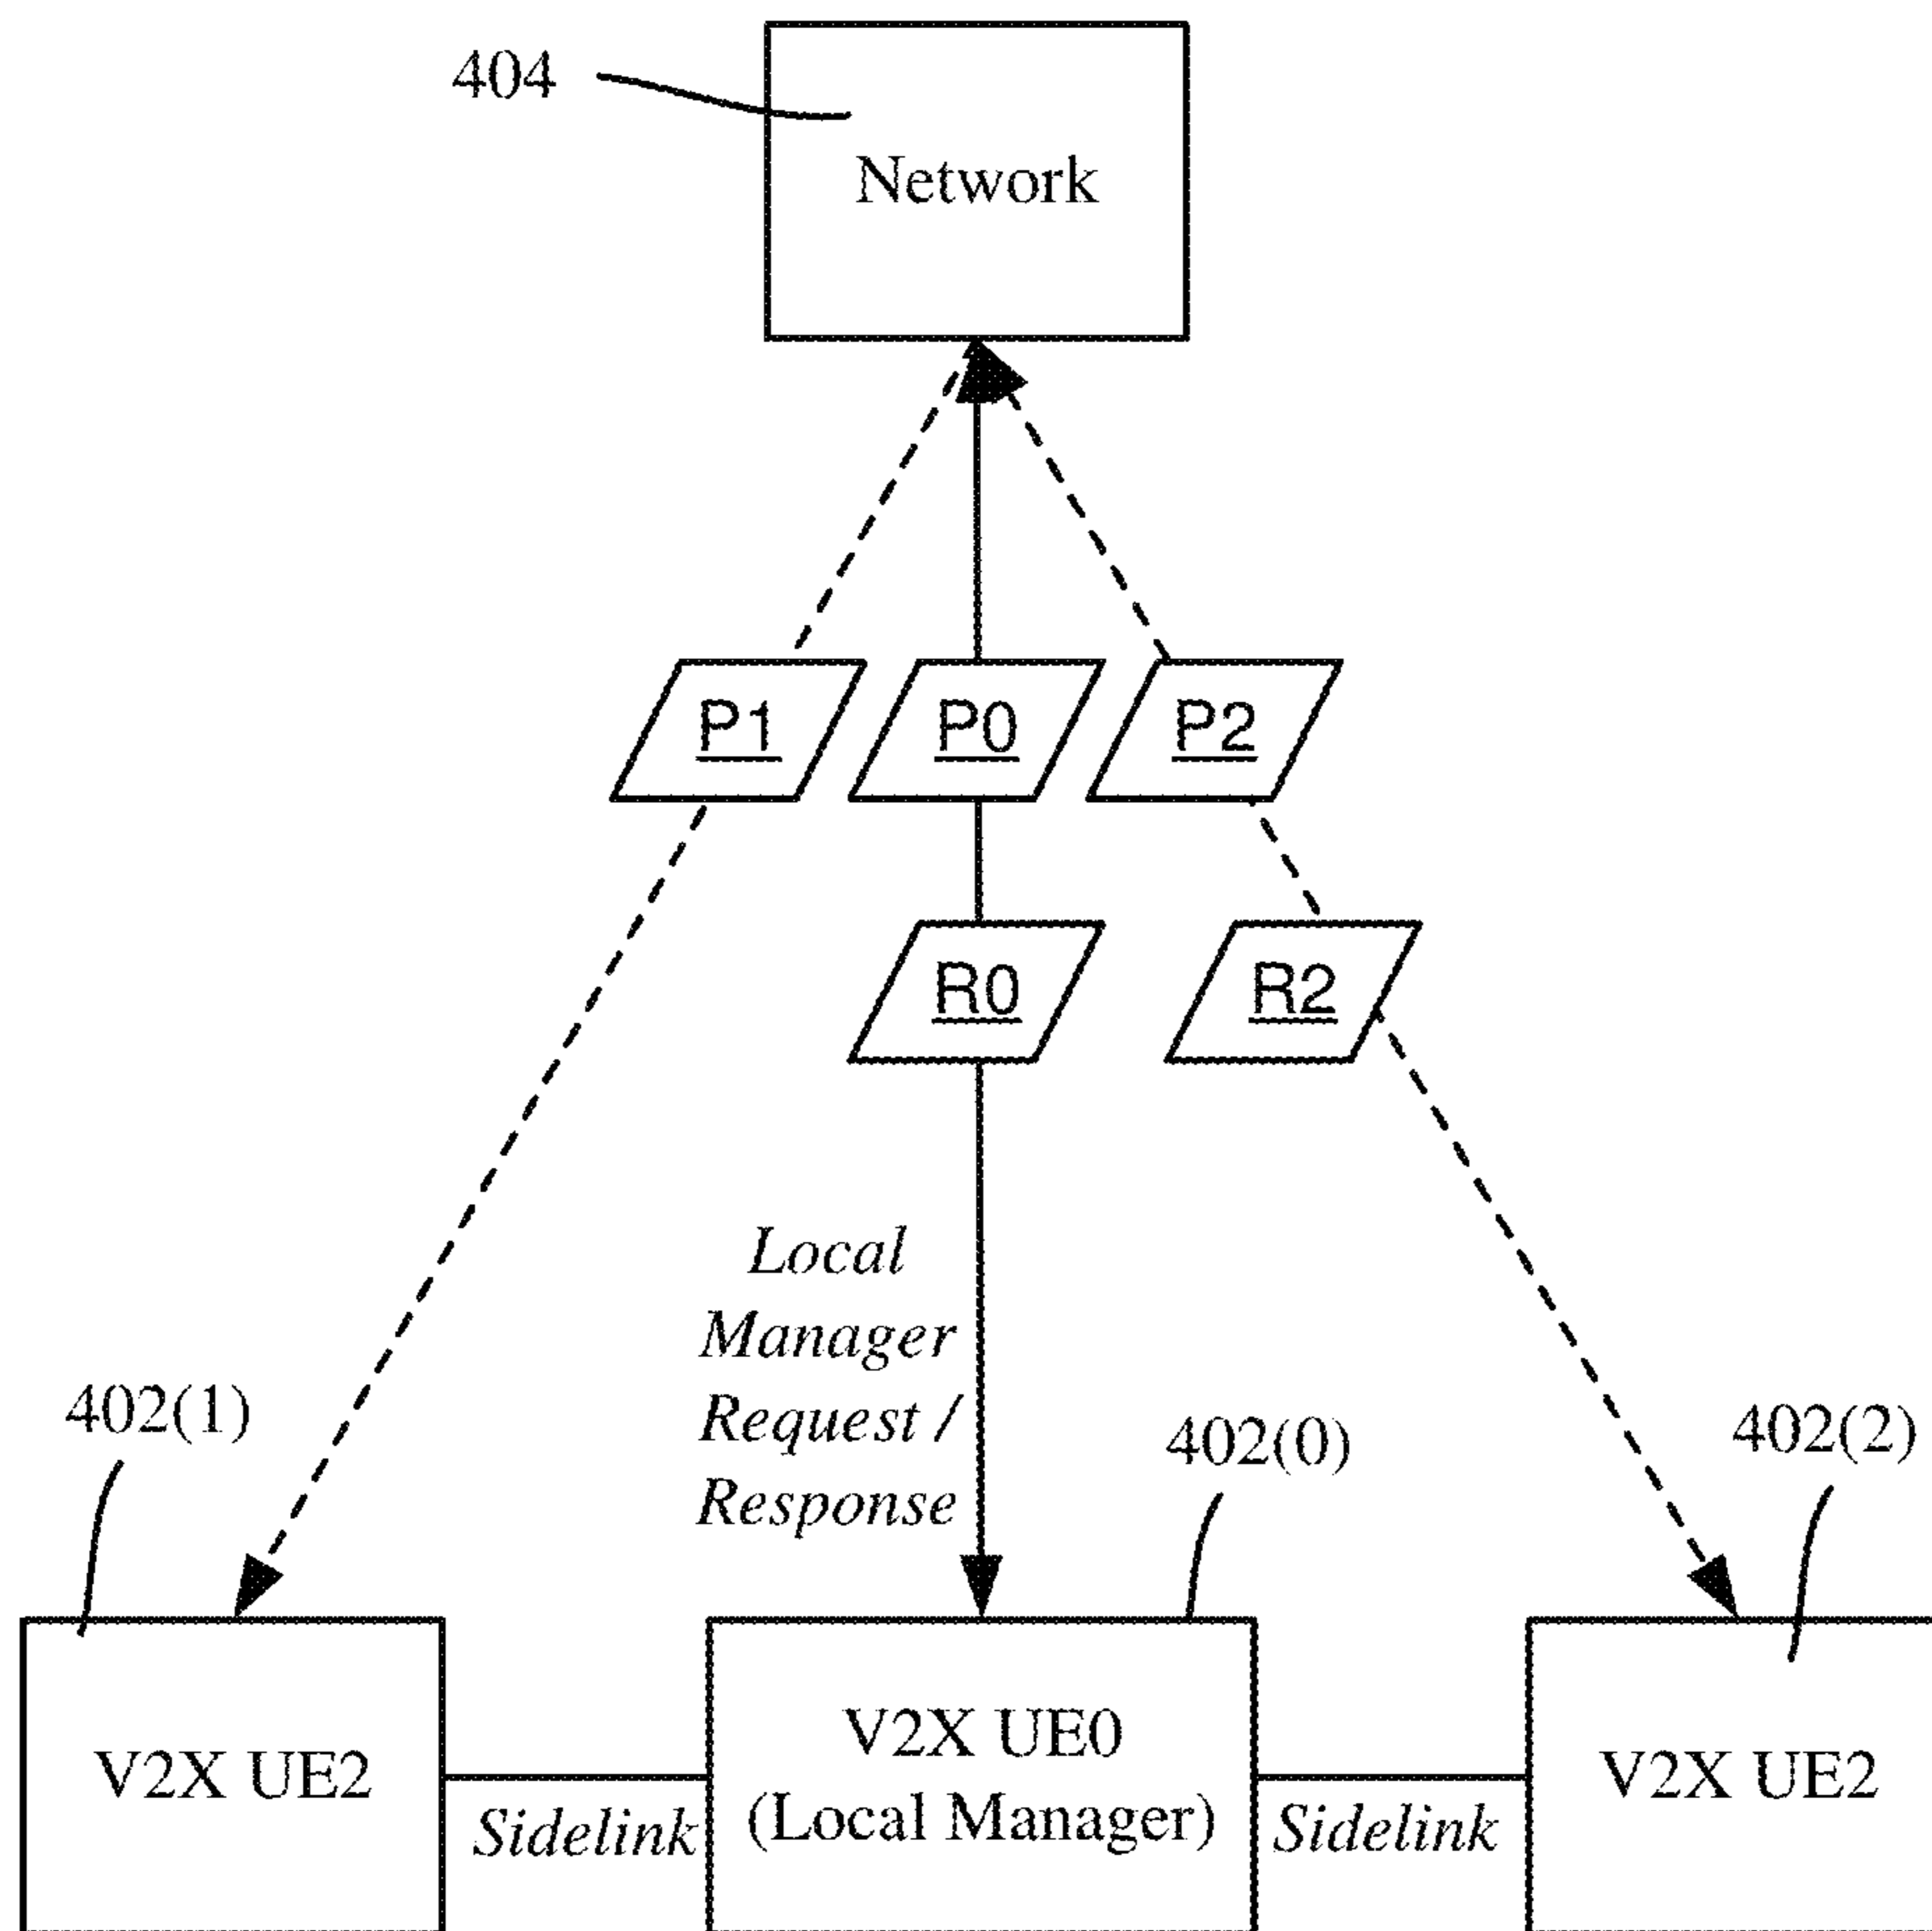 404
Network
P1
P0
P2
R0
R2
Local
Manager
Request /
Response
402(1)
402(0)
402(2)
V2X UE2
Sidelink
V2X UE0
(Local Manager)
Sidelink
V2X UE2